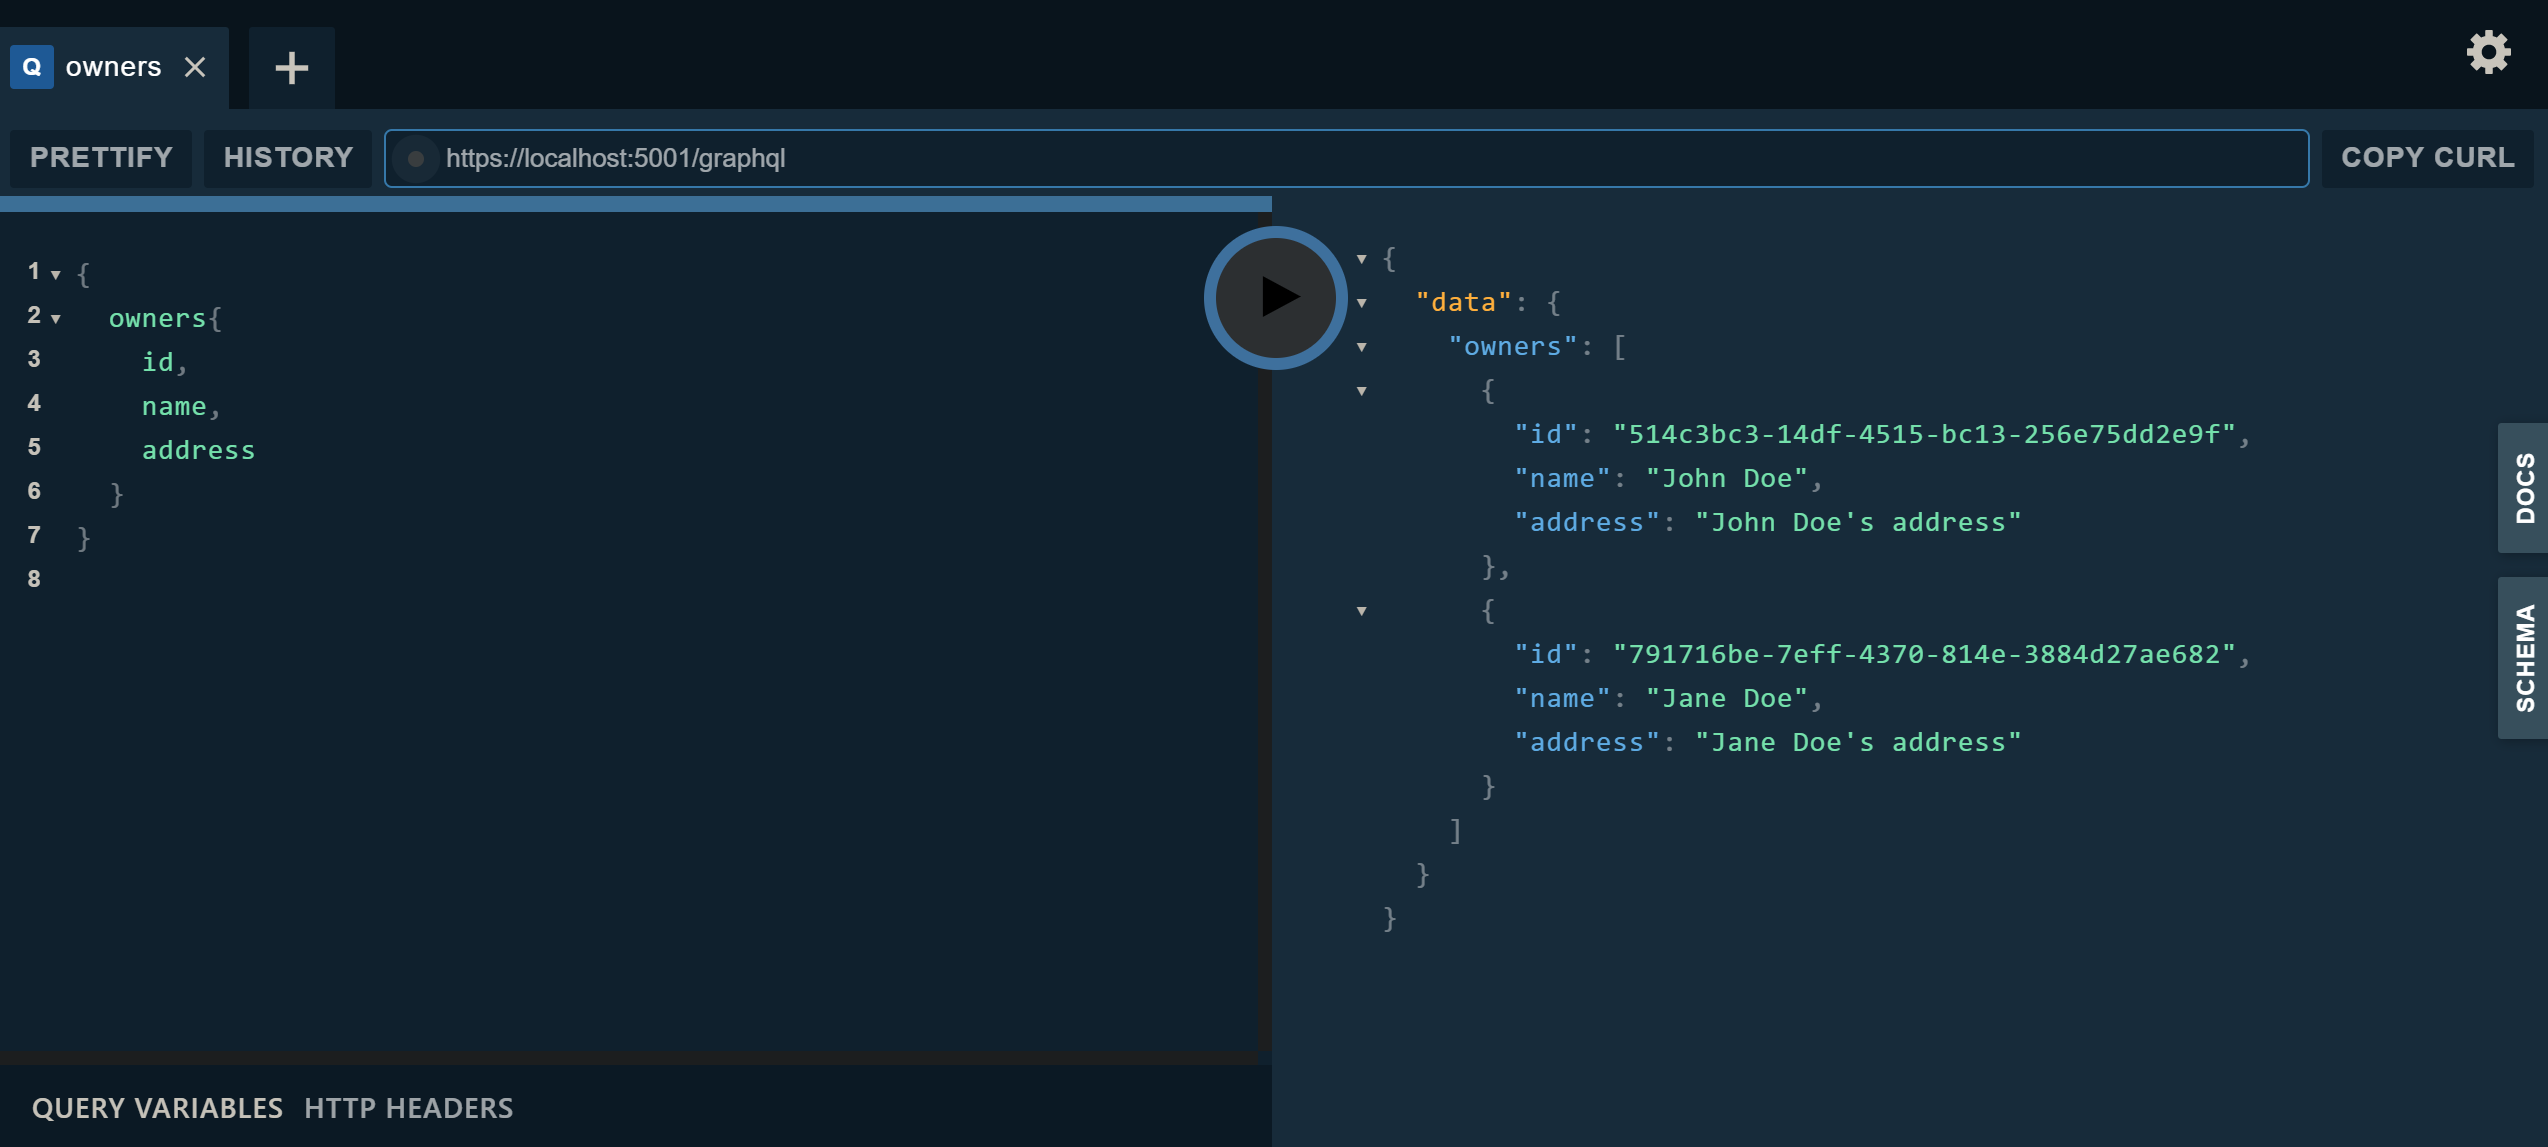 Q owners
PRETTIFY HISTORY https://localhost:5001/graphql COPY CURL
1 {
2 owners{
3 id,
4 name,
5 address
6 }
7 }
8
{
"data": {
"owners": [
{
"id": "514c3bc3-14df-4515-bc13-256e75dd2e9f",
"name": "John Doe",
"address": "John Doe's address"
},
{
"id": "791716be-7eff-4370-814e-3884d27ae682",
"name": "Jane Doe",
"address": "Jane Doe's address"
}
]
}
}
DOCS
SCHEMA
QUERY VARIABLES HTTP HEADERS